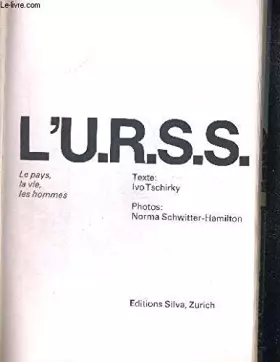 Le-livre.com
L'U.R.S.S.
Le pays,
la vie,
les hommes
Texte:
Ivo Tschirky
Photos:
Norma Schwitter-Hamilton
Editions Silva, Zurich